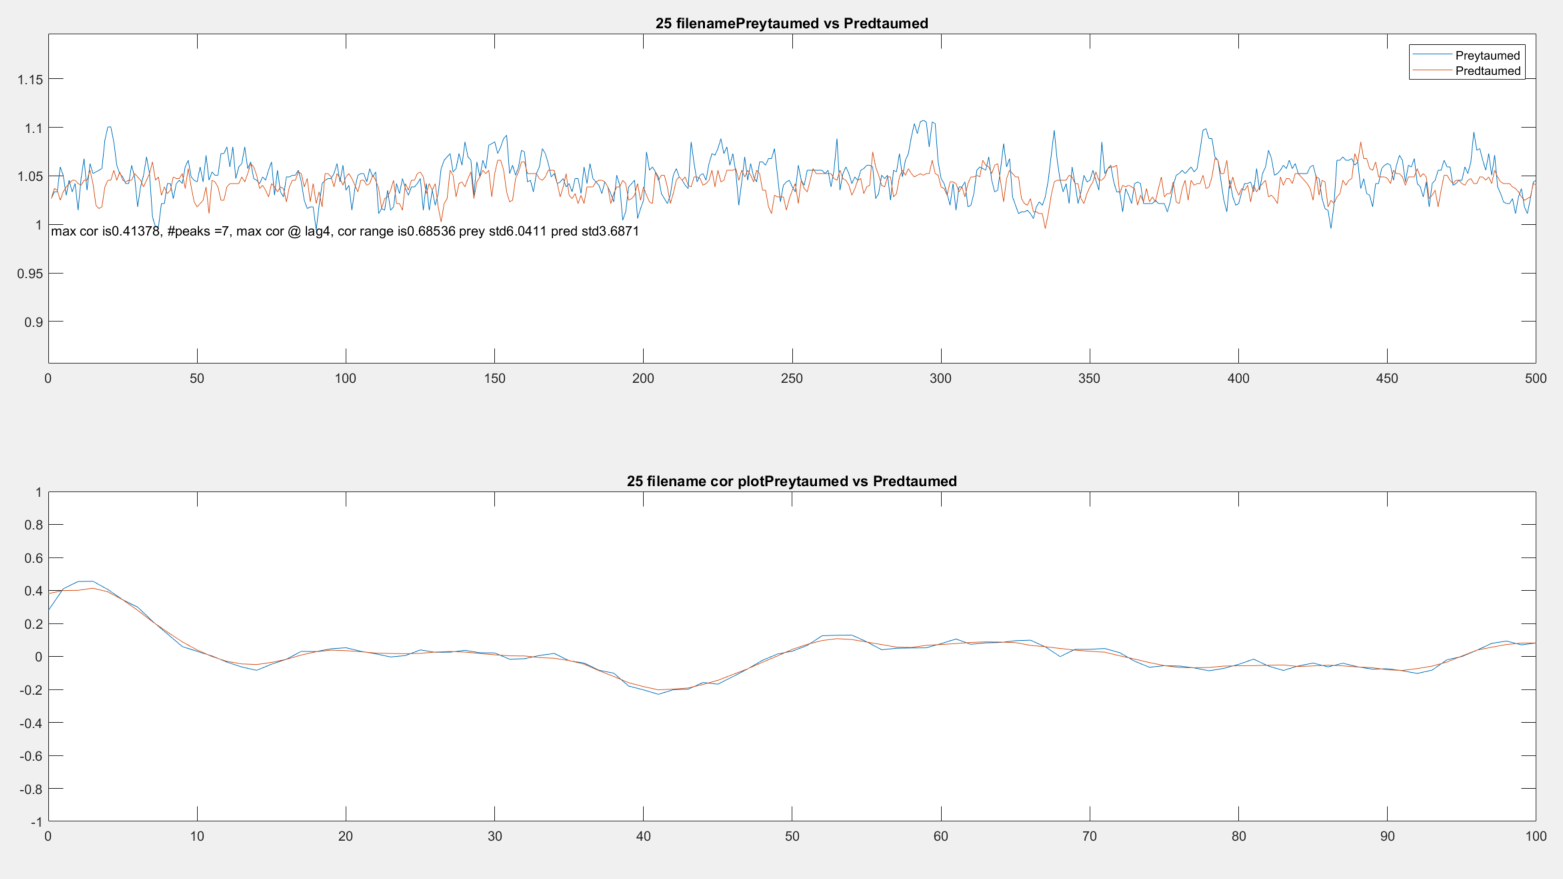 25 filenamePreytaumed vs Predtaumed
Preytaumed
Predtaumed
1.15
1.1
1.05
1
0.95
0.9
max cor is0.41378, #peaks =7, max cor @ lag4, cor range is0.68536 prey std6.0411 pred std3.6871
0 50 100 150 200 250 300 350 400 450 500
25 filename cor plotPreytaumed vs Predtaumed
1
0.8
0.6
0.4
0.2
0
-0.2
-0.4
-0.6
-0.8
-1
0 10 20 30 40 50 60 70 80 90 100